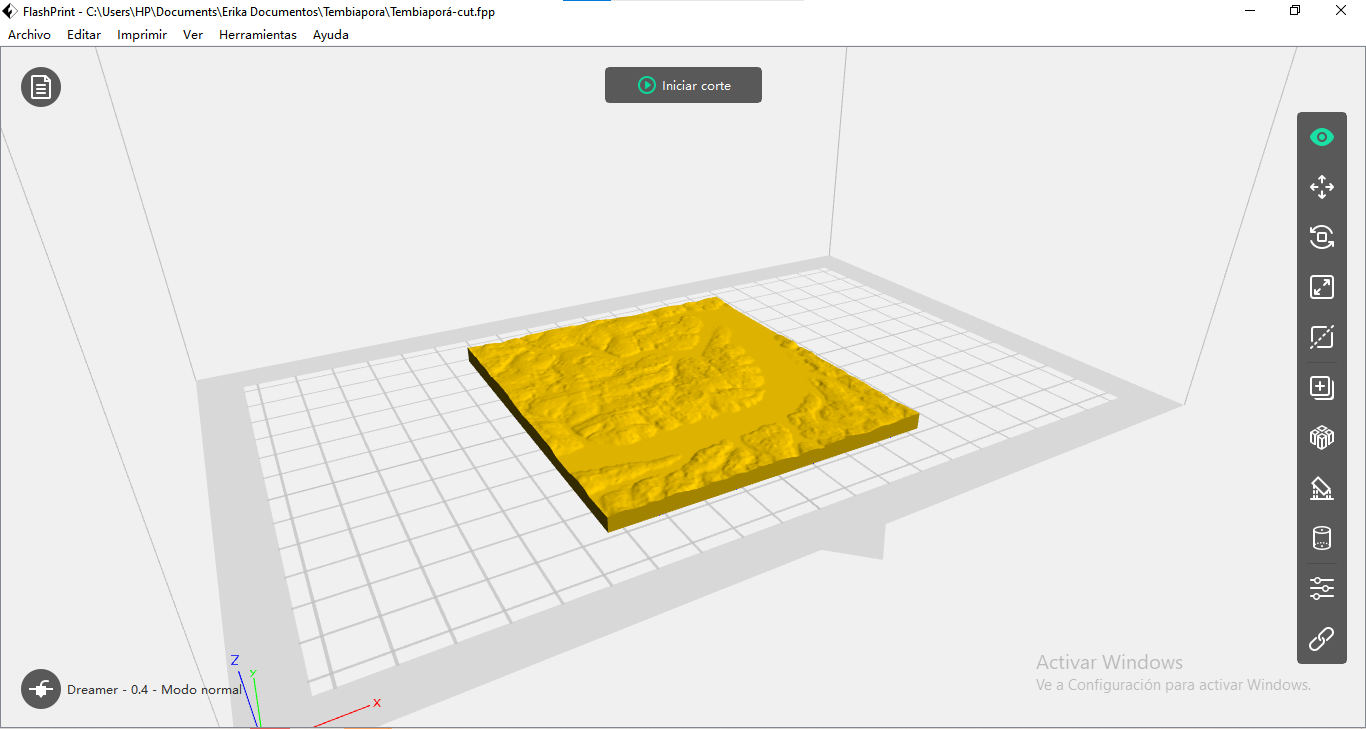 FlashPrint - C:\Users\HP\Documents\Erika Documentos\Tembiapora\Tembiaporá-cut.fpp
Archivo Editar Imprimir Ver Herramientas Ayuda
Iniciar corte
Activar Windows
Ve a Configuración para activar Windows.
Dreamer - 0.4 - Modo normal
Z
Y
X